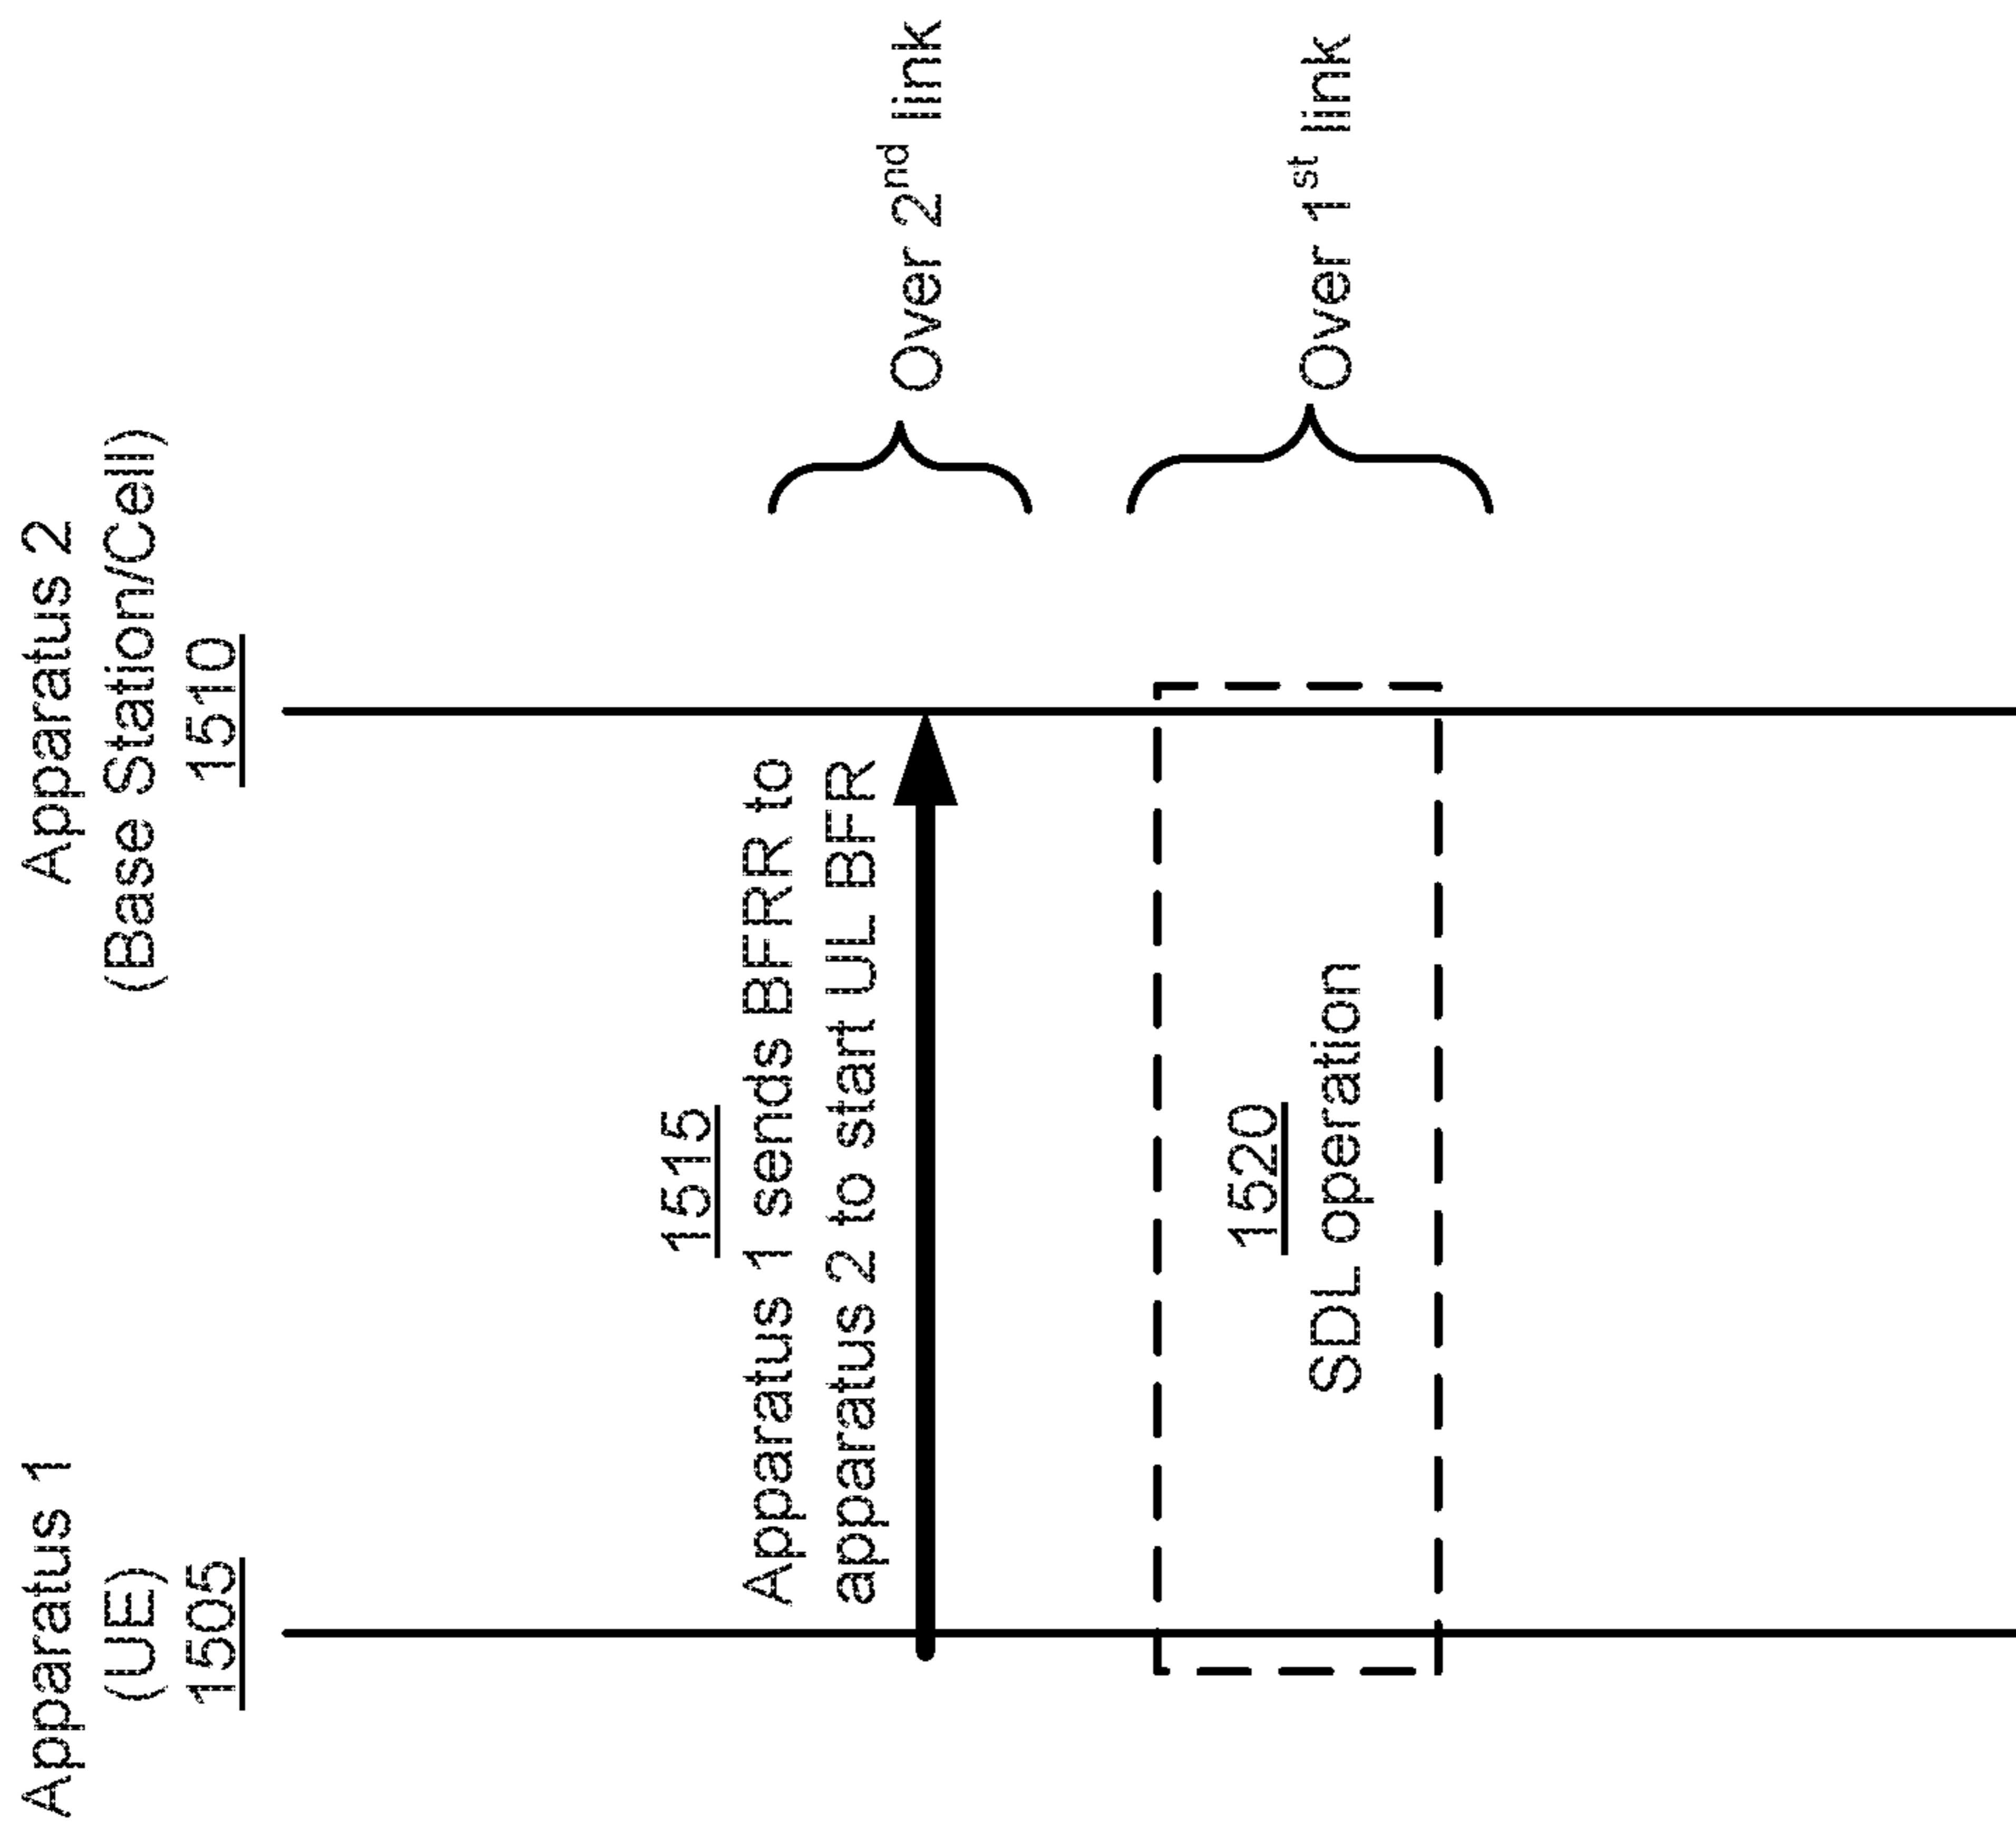 Apparatus 1
(UE)
1505
Apparatus 2
(Base Station/Cell)
1510
1515
Apparatus 1 sends BFRR to
apparatus 2 to start UL BFR
Over 2nd link
1520
SDL operation
Over 1st link